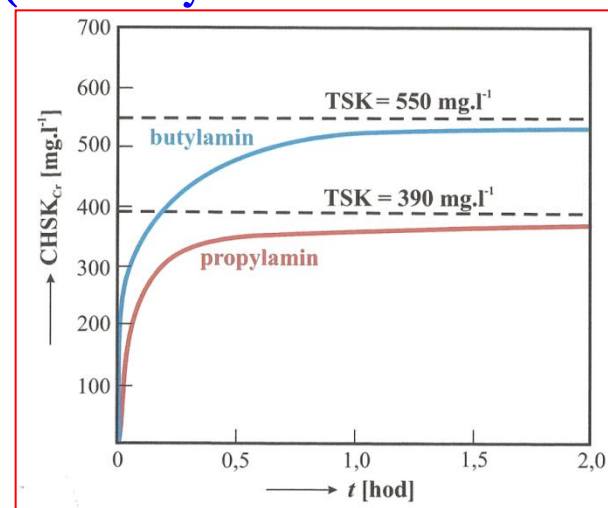 700
600
500
400
300
200
100
0
0,5
1,0
1,5
2,0
CHSK_Cr [mg.l⁻¹]
t [hod]
TSK = 550 mg.l⁻¹
butylamin
TSK = 390 mg.l⁻¹
propylamin